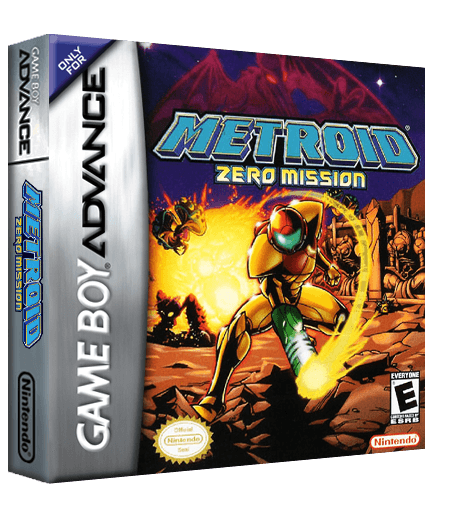 GAME BOY
ADVANCE
METROID
ZERO MISSION
Nintendo
ONLY
FOR
GAME BOY ADVANCE
METROID
ZERO MISSION
Official
Nintendo
Seal
EVERYONE
E
ESRB
Nintendo